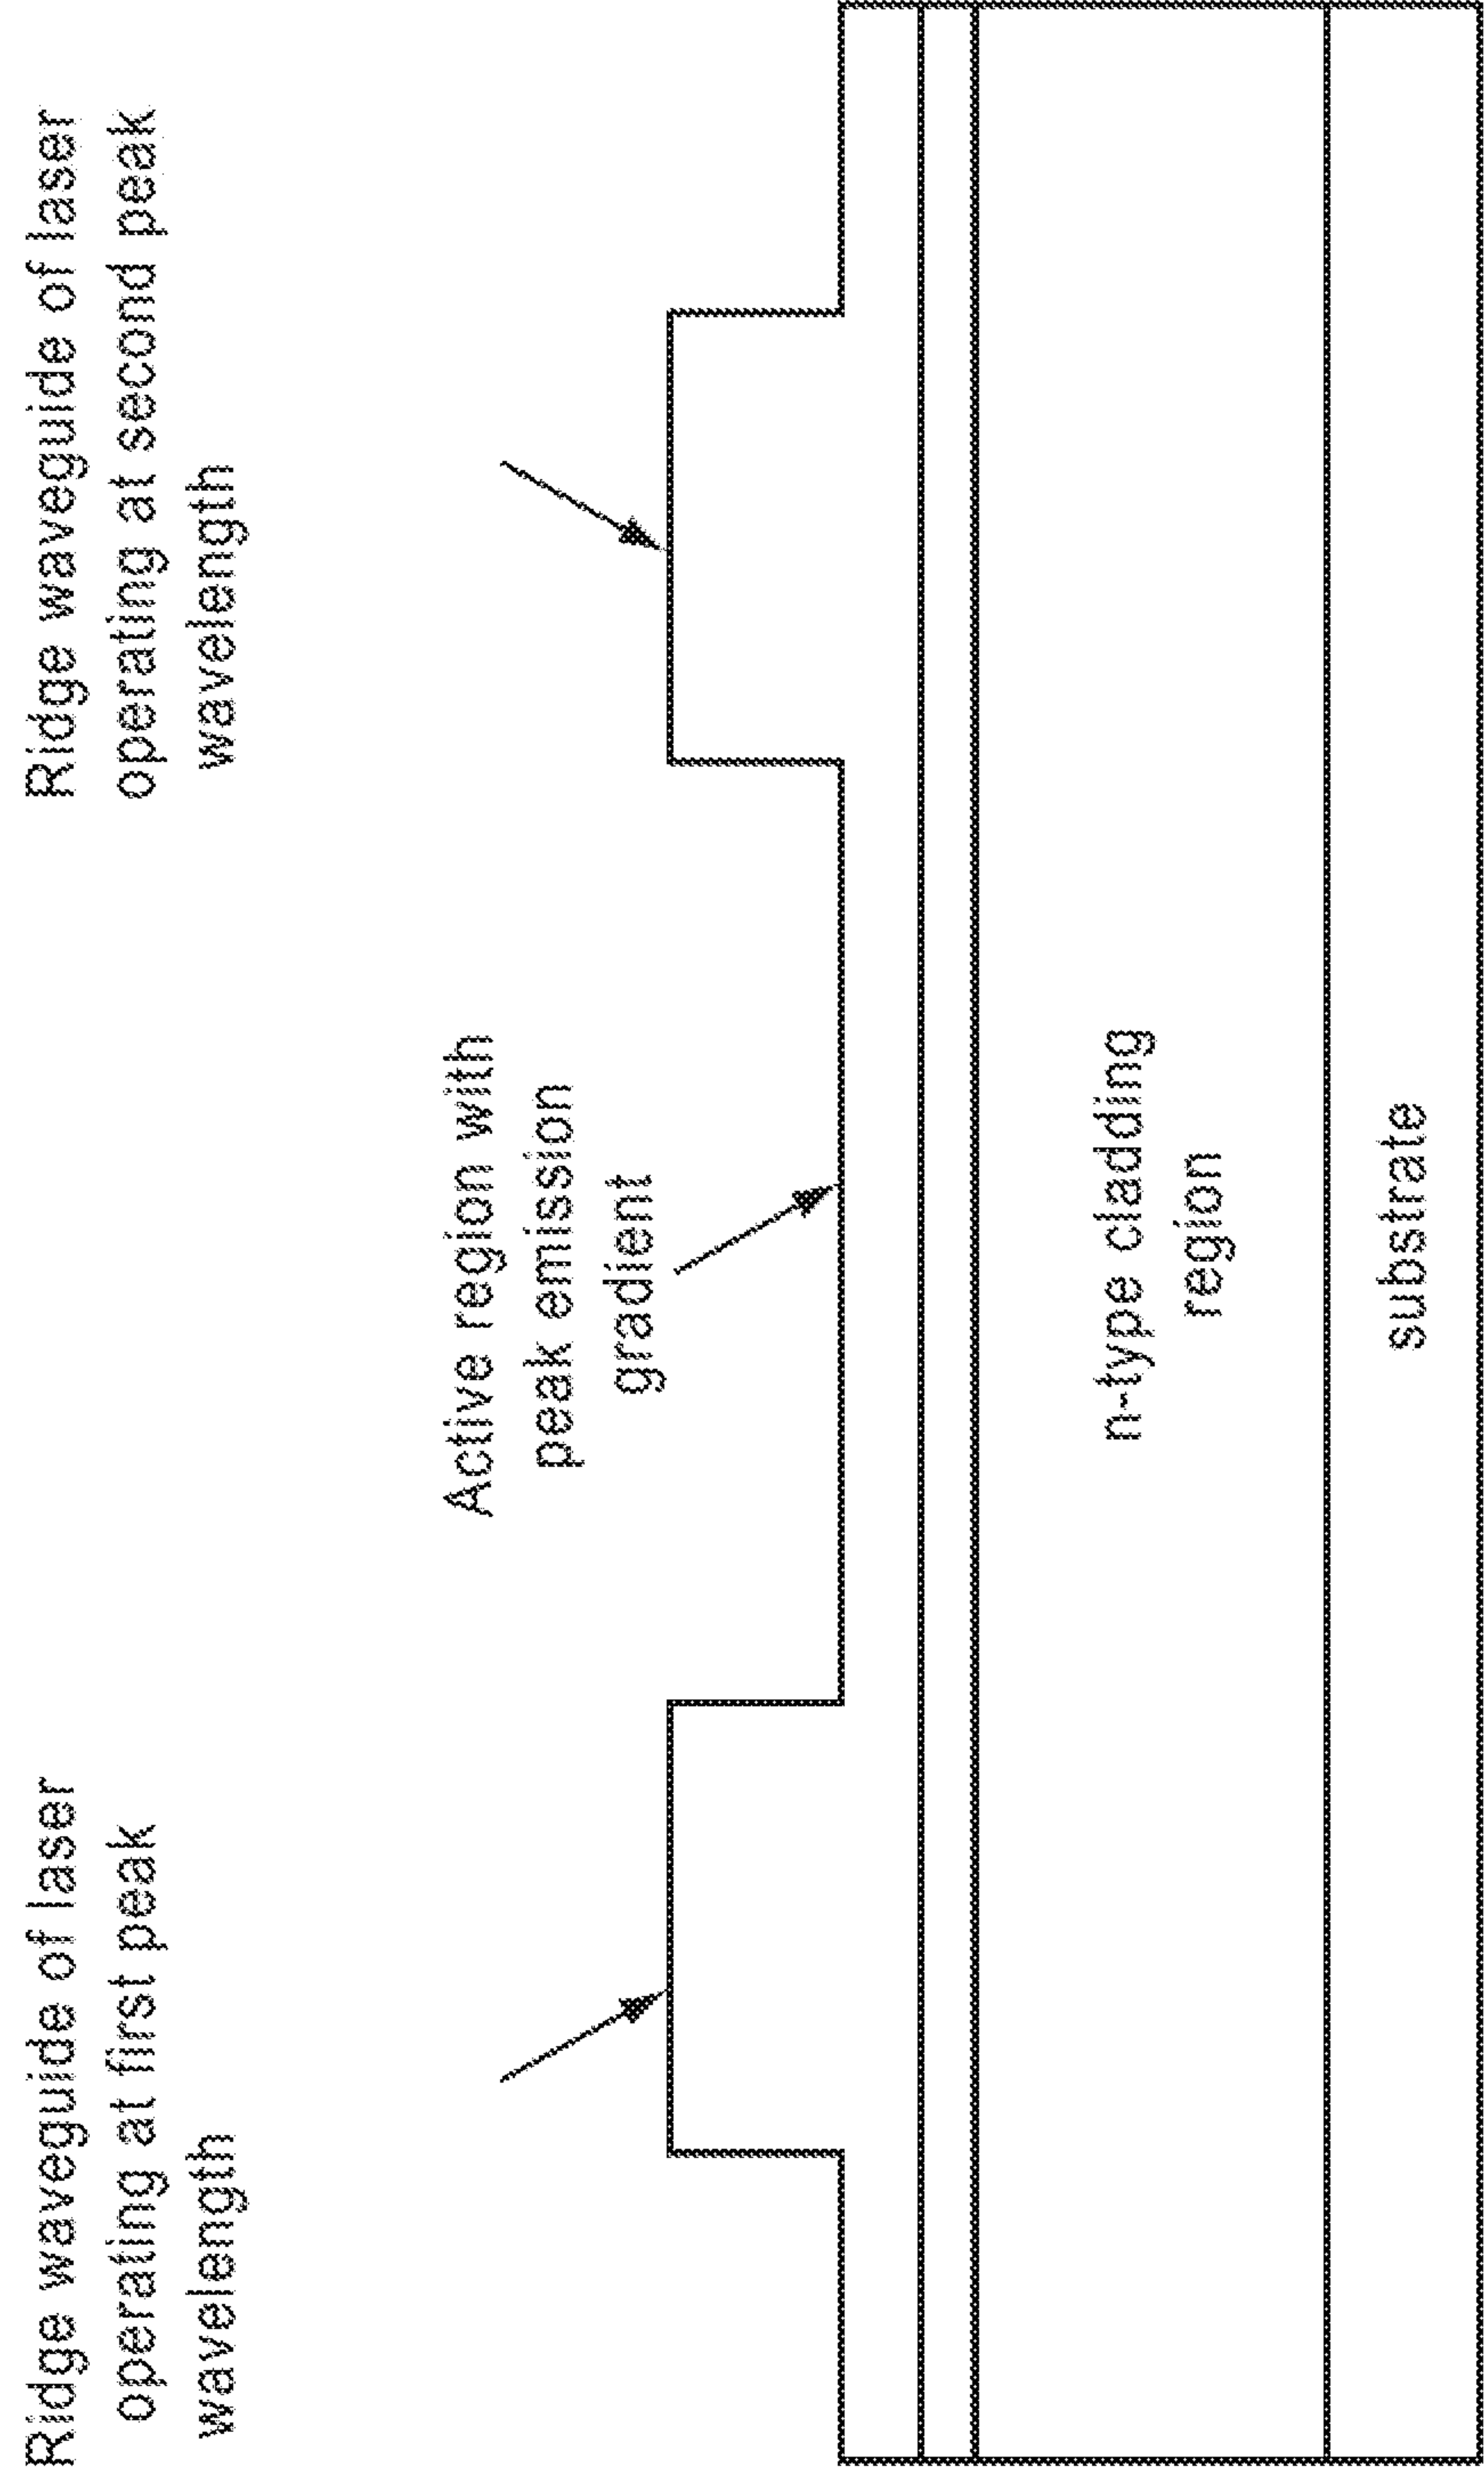 Ridge waveguide of laser
operating at first peak
wavelength
Ridge waveguide of laser
operating at second peak
wavelength
Active region with
peak emission
gradient
n-type cladding
region
substrate